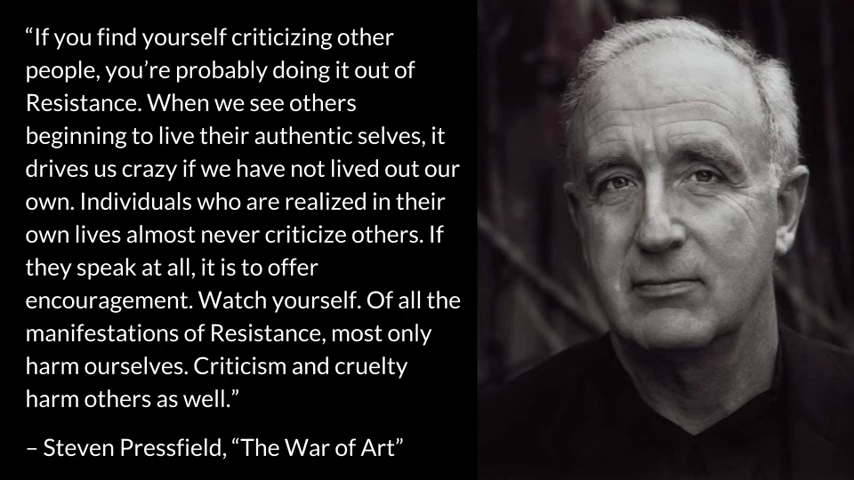 “If you find yourself criticizing other
people, you’re probably doing it out of
Resistance. When we see others
beginning to live their authentic selves, it
drives us crazy if we have not lived out our
own. Individuals who are realized in their
own lives almost never criticize others. If
they speak at all, it is to offer
encouragement. Watch yourself. Of all the
manifestations of Resistance, most only
harm ourselves. Criticism and cruelty
harm others as well.”
– Steven Pressfield, “The War of Art”